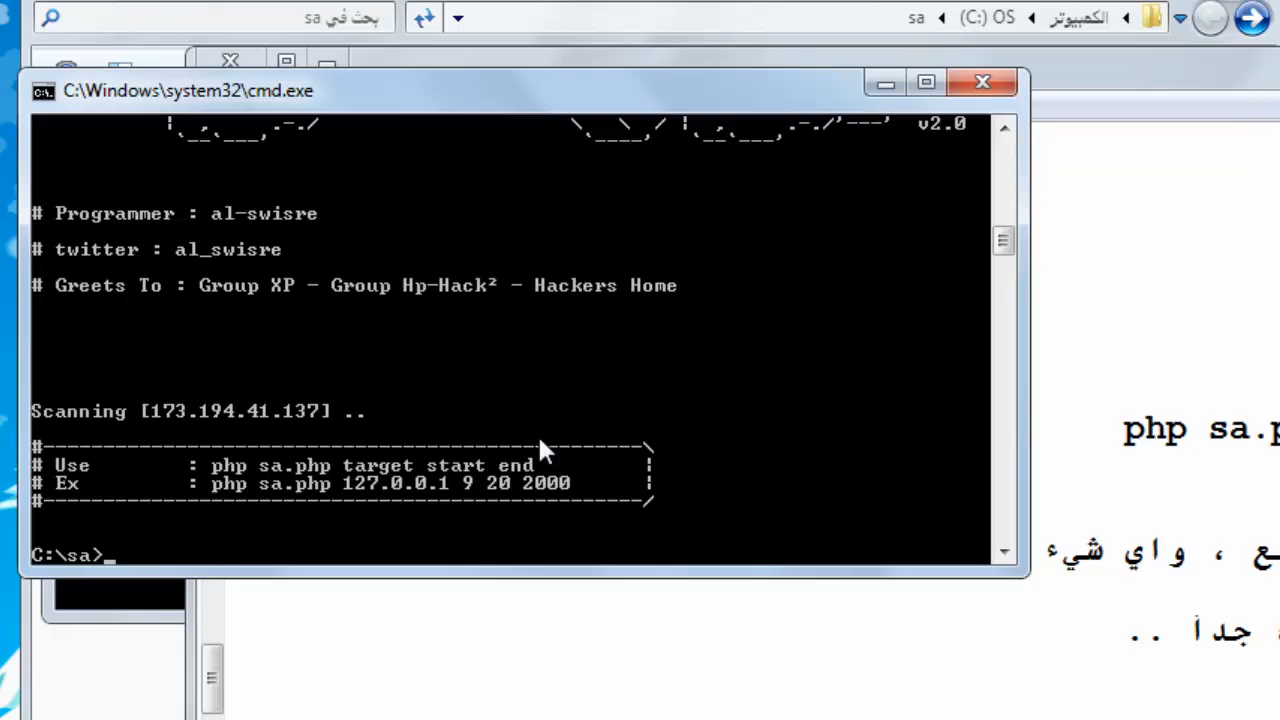 بحث في sa
الكمبيوتر ◀ OS (C:) ◀ sa
C:\Windows\system32\cmd.exe
v2.0
# Programmer : al-swisre
# twitter : al_swisre
# Greets To : Group XP - Group Hp-Hack² - Hackers Home
Scanning [173.194.41.137] ..
# Use : php sa.php target start end
# Ex : php sa.php 127.0.0.1 9 20 2000
C:\sa>_
php sa.p
، واي شيء
جداً ..